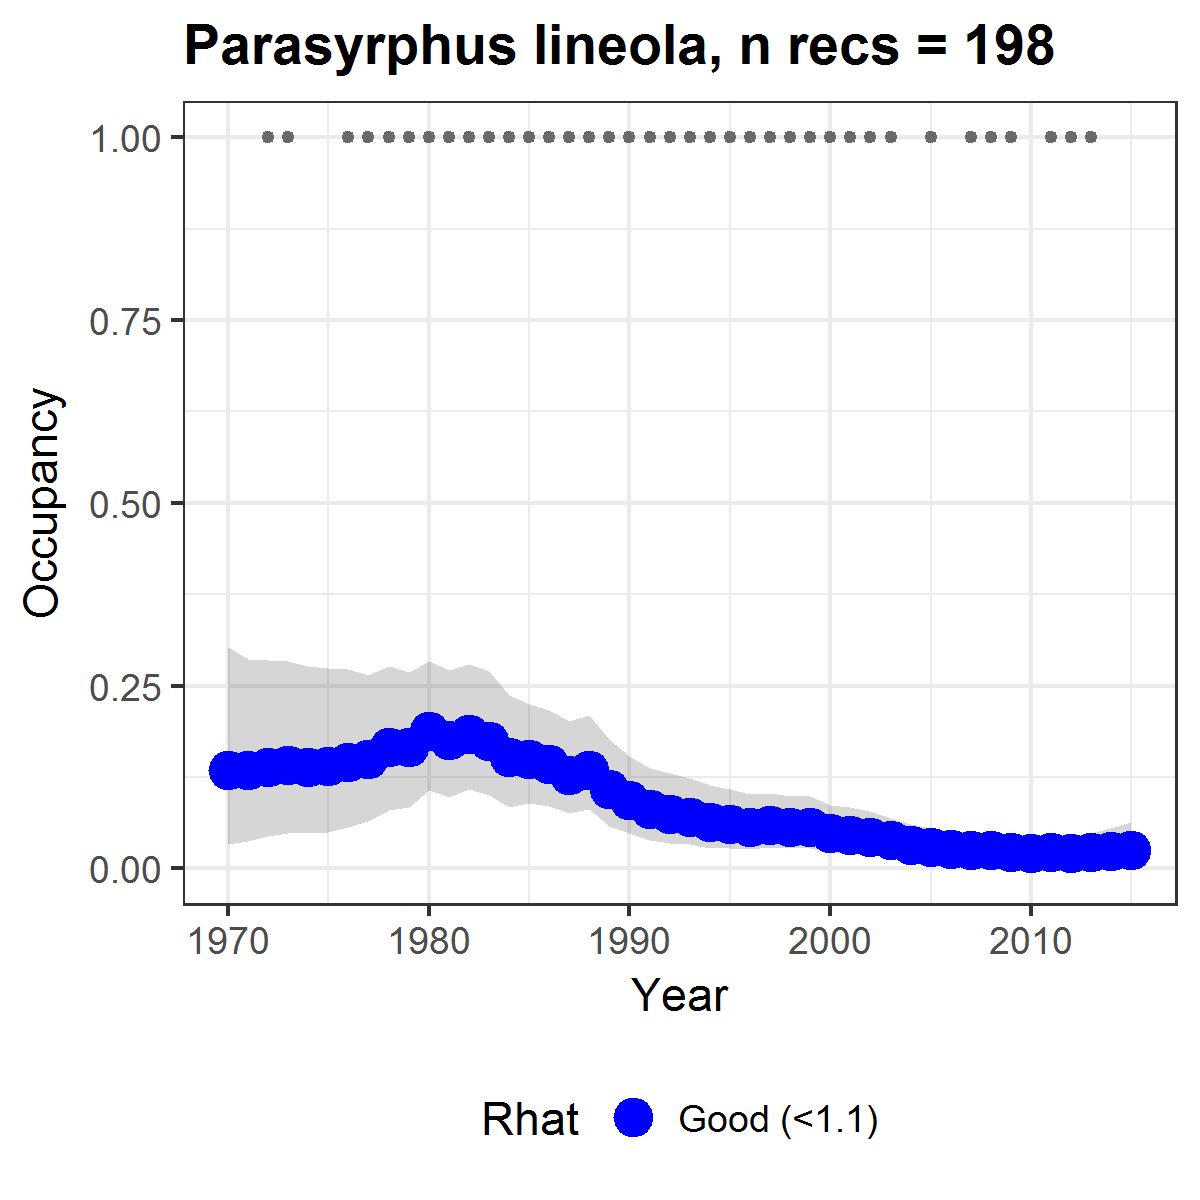 Parasyrphus lineola, n recs = 198
1.00
0.75
0.50
0.25
0.00
Occupancy
1970 1980 1990 2000 2010
Year
Rhat Good (<1.1)